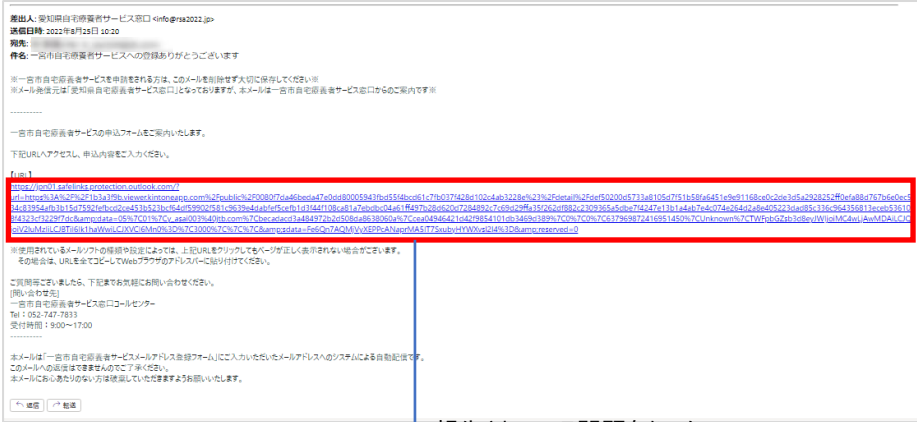 差出人: 愛知県自宅療養者サービス窓口 <info@rsa2022.jp>
送信日時: 2022年8月25日 10:20
宛先:
件名: 一宮市自宅療養者サービスへの登録ありがとうございます
※一宮市自宅療養者サービスを申請をされる方は、このメールを削除せず大切に保存してください※
※メール発信元は「愛知県自宅療養者サービス窓口」となっておりますが、本メールは一宮市自宅療養者サービス窓口からのご案内です※
----------
一宮市自宅療養者サービスの申込フォームをご案内いたします。
下記URLへアクセスし、申込内容をご入力ください。
【URL】
https://jpn01.safelinks.protection.outlook.com/?
※使用されているメールソフトの種類や設定によっては、上記URLをクリックしてもページが正しく表示されない場合がございます。
その場合は、URLを全てコピーしてWebブラウザのアドレスバーに貼り付けてください。
ご質問等ございましたら、下記までお気軽にお問い合わせください。
[問い合わせ先]
一宮市自宅療養者サービス窓口コールセンター
Tel：052-747-7833
受付時間：9:00～17:00
----------
本メールは「一宮市自宅療養者サービスメールアドレス登録フォーム」にご入力いただいたメールアドレスへのシステムによる自動配信です。
このメールへの返信はできませんのでご了承ください。
本メールにお心あたりのない方は破棄していただきますようお願いいたします。
返信 転送